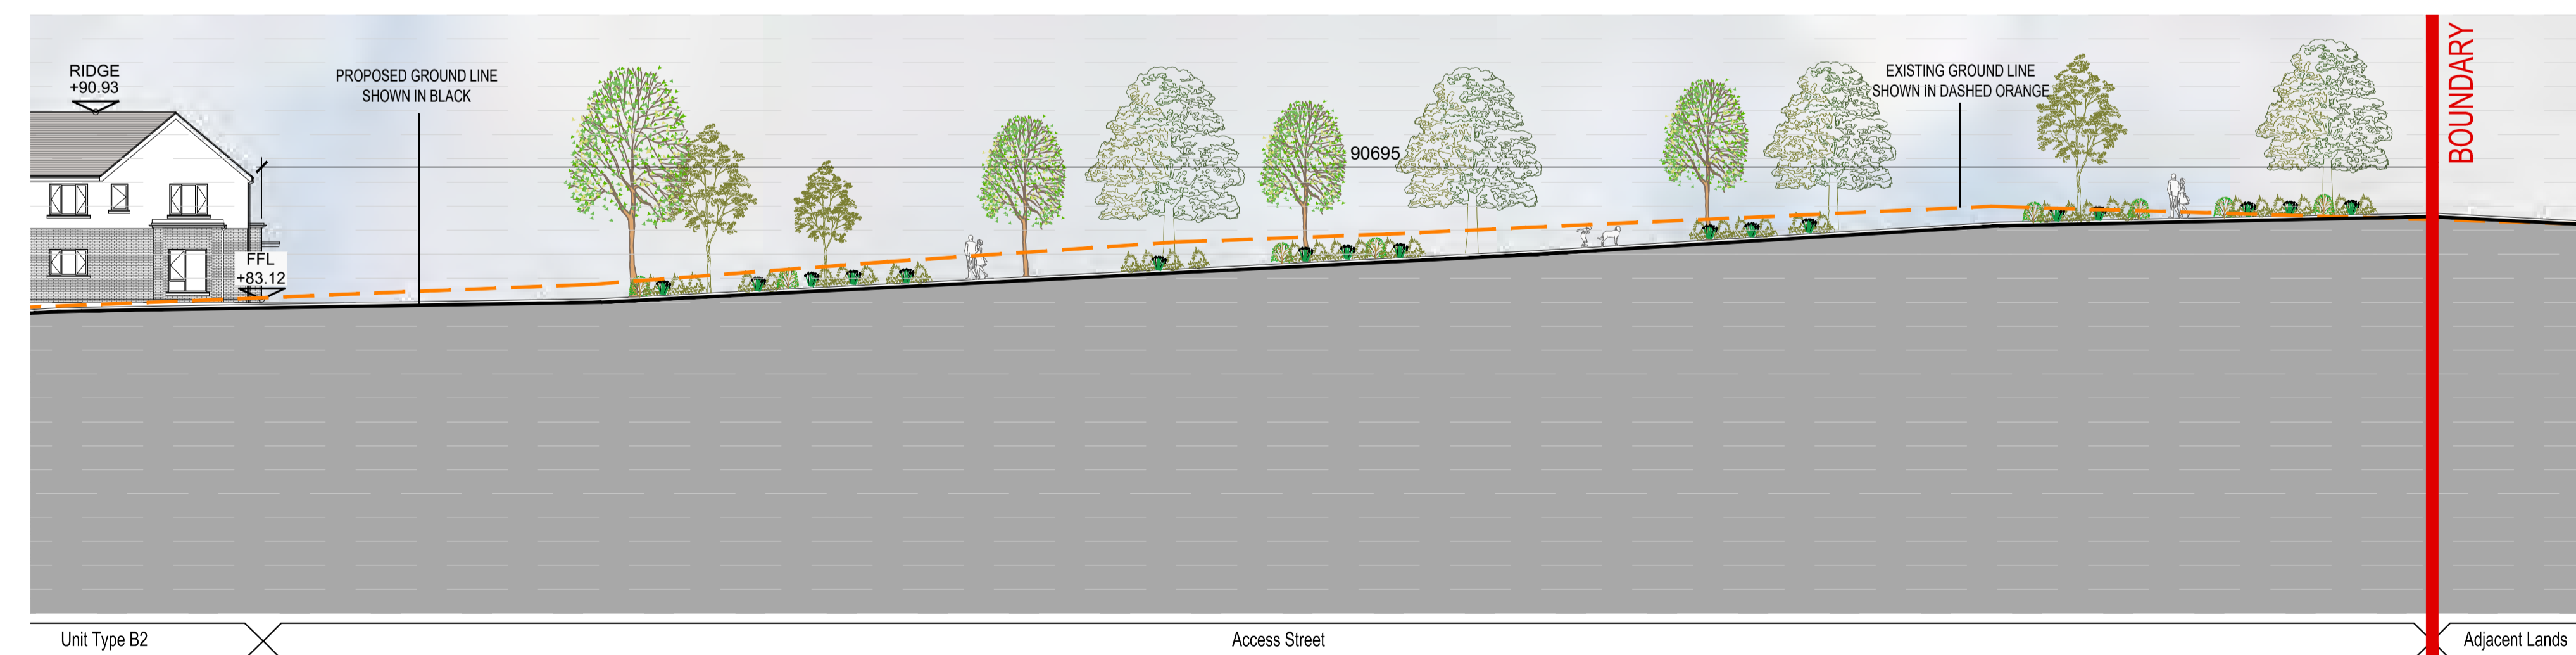 RIDGE
+90.93
PROPOSED GROUND LINE
SHOWN IN BLACK
EXISTING GROUND LINE
SHOWN IN DASHED ORANGE
BOUNDARY
90695
FFL
+83.12
Unit Type B2
Access Street
Adjacent Lands